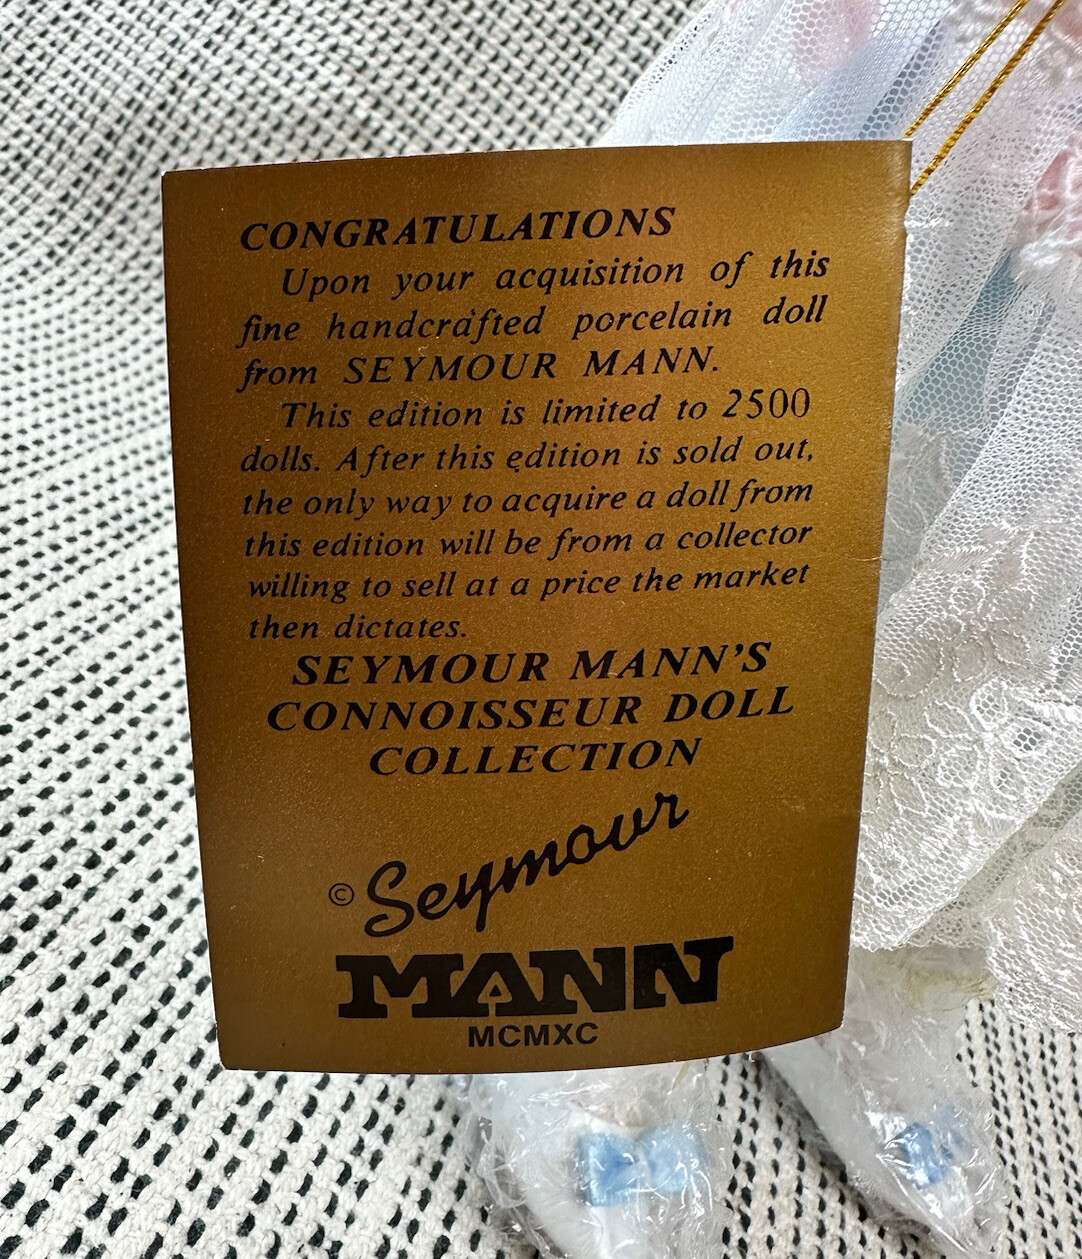 CONGRATULATIONS
Upon your acquisition of this
fine handcrafted porcelain doll
from SEYMOUR MANN.
This edition is limited to 2500
dolls. After this edition is sold out,
the only way to acquire a doll from
this edition will be from a collector
willing to sell at a price the market
then dictates.
SEYMOUR MANN'S
CONNOISSEUR DOLL
COLLECTION
© Seymour
MANN
MCMXC